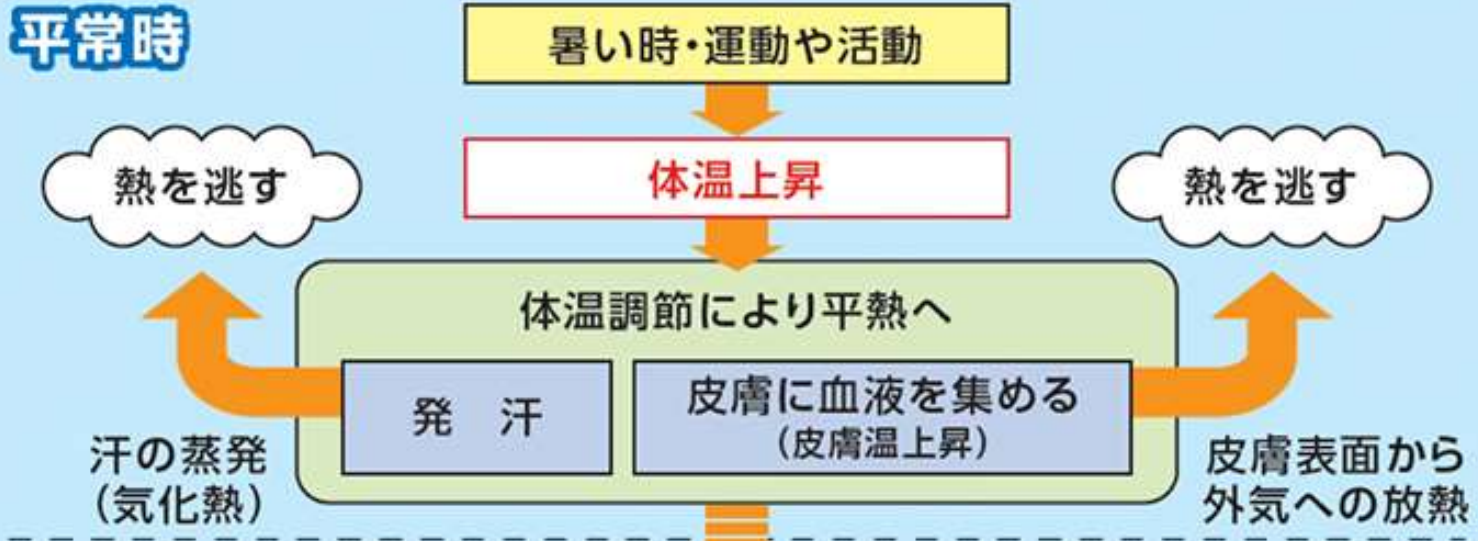 平常時
暑い時・運動や活動
体温上昇
熱を逃す
熱を逃す
体温調節により平熱へ
発　汗
皮膚に血液を集める
（皮膚温上昇）
汗の蒸発
（気化熱）
皮膚表面から
外気への放熱